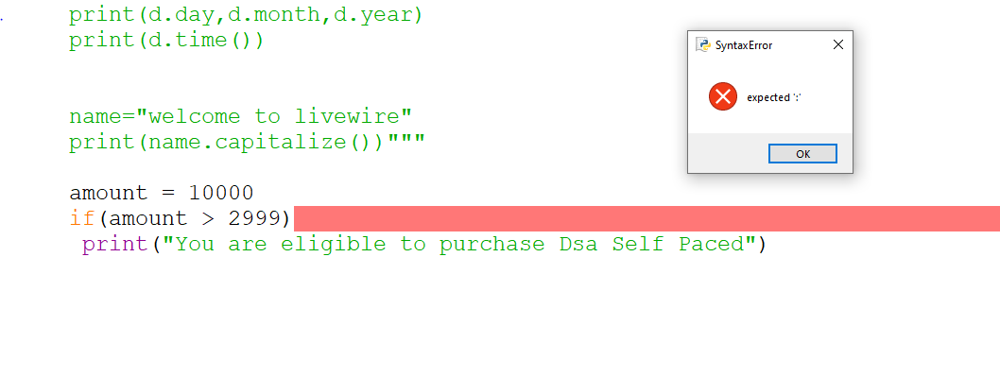 print(d.day,d.month,d.year)
print(d.time())
name="welcome to livewire"
print(name.capitalize())"""
amount = 10000
if(amount > 2999)
print("You are eligible to purchase Dsa Self Paced")
SyntaxError
expected ':'
OK